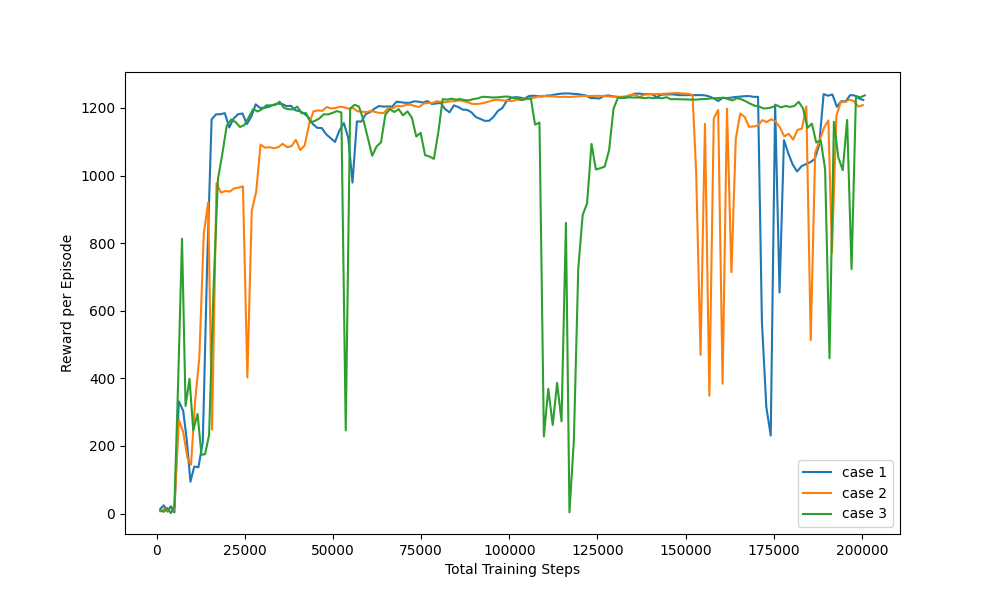 1200
1000
800
600
400
200
0
Reward per Episode
case 1
case 2
case 3
0 25000 50000 75000 100000 125000 150000 175000 200000
Total Training Steps